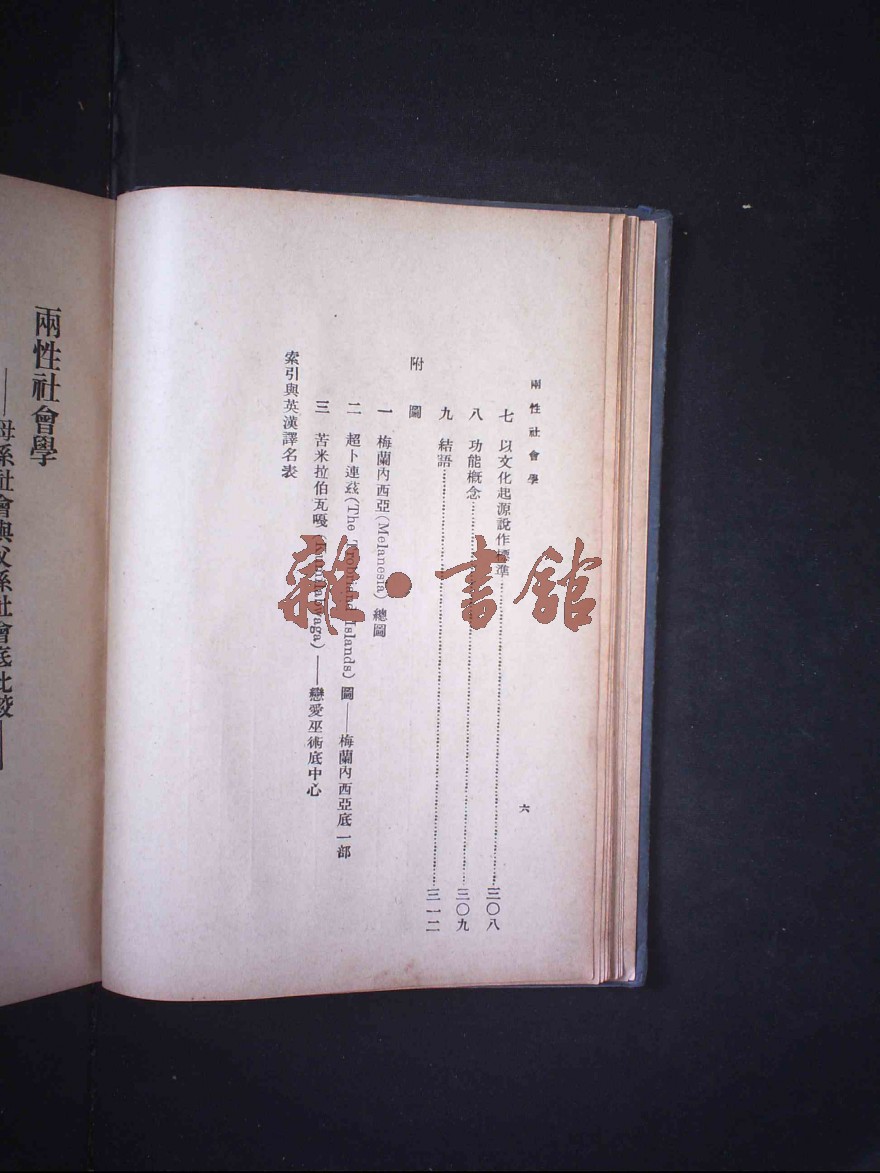 兩性社會學
六
七　以文化起源說作標準……三〇八
八　功能概念……三〇九
九　結語……三一二
附　圖
一　梅蘭內西亞(Melanesia)總圖
二　超卜連茲(The Trobriand Islands)圖——梅蘭內西亞底一部
三　苦米拉伯瓦嘎(Kumilabwaga)——戀愛巫術底中心
索引與英漢譯名表
兩性社會學
——母系社會與父系社會底比較——
雜·書館